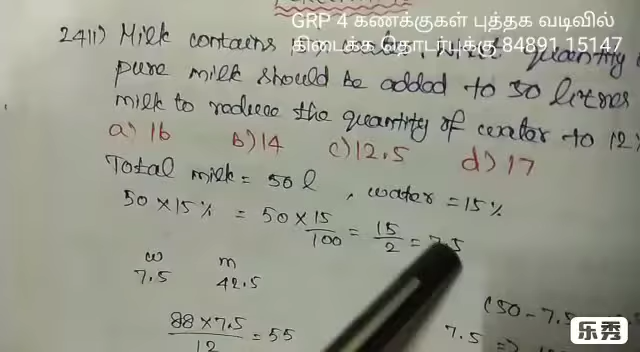 GRP 4 கணக்குகள் புத்தக வடிவில்
கிடைக்க தொடர்புக்கு 84891 15147
2411) Milk contains quantity
pure milk should be added to 50 litres
milk to reduce the quantity of water to 12%
a) 16 b) 14 c) 12.5 d) 17
Total milk = 50 l , water = 15%
50 × 15% = 50 × 15/100 = 15/2 = 7.5
w m
7.5 42.5
88 × 7.5/12 = 55
(50 - 7.5
7.5 =>
乐秀